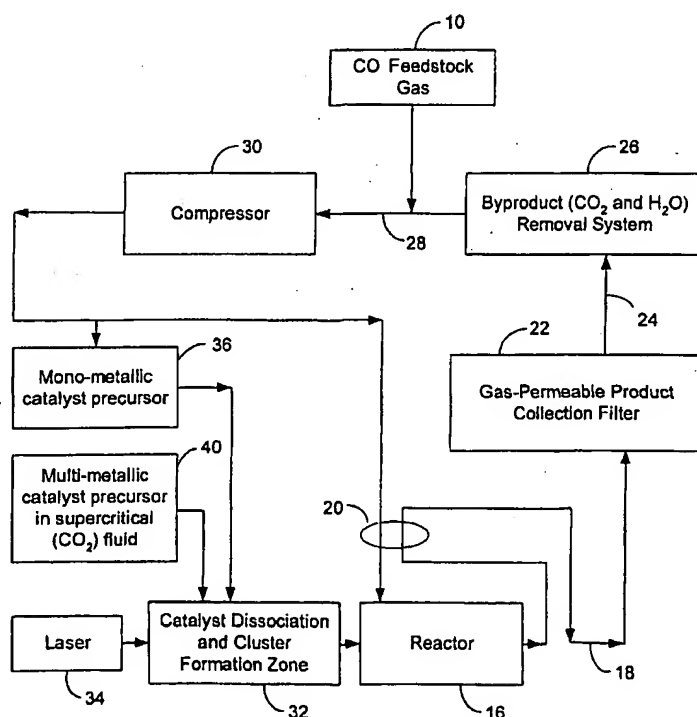 10
CO Feedstock
Gas
30
Compressor
28
26
Byproduct (CO₂ and H₂O)
Removal System
24
22
Gas-Permeable Product
Collection Filter
36
Mono-metallic
catalyst precursor
40
Multi-metallic
catalyst precursor
in supercritical
(CO₂) fluid
20
Laser
34
Catalyst Dissociation
and Cluster
Formation Zone
32
Reactor
16
18